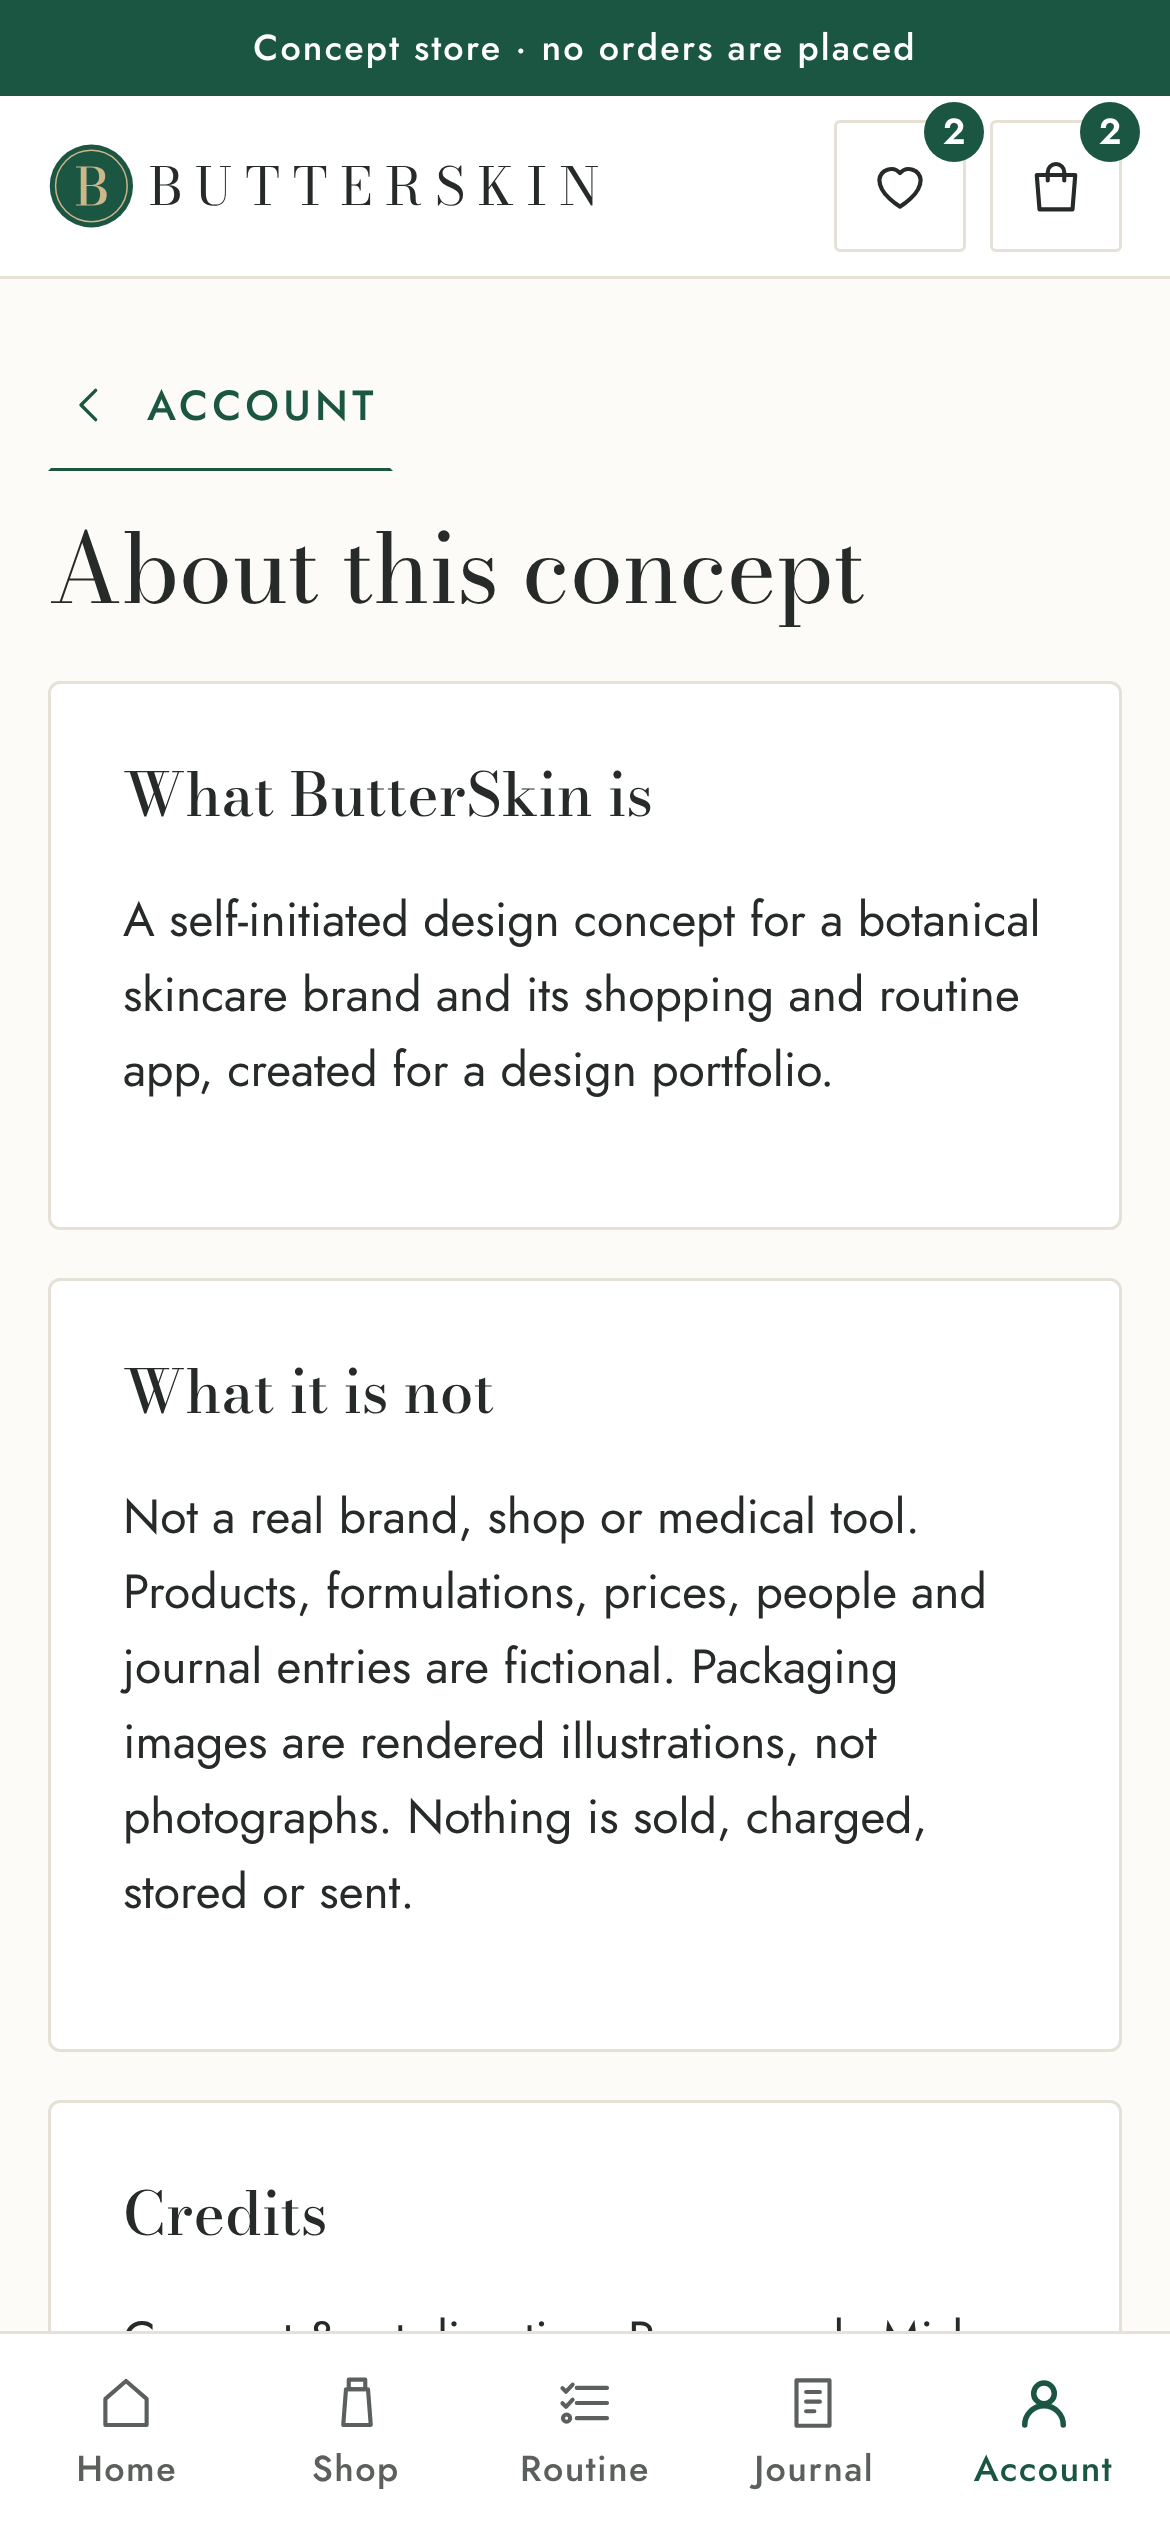 Concept store · no orders are placed
B BUTTERSKIN
2
2
ACCOUNT
About this concept
What ButterSkin is
A self-initiated design concept for a botanical
skincare brand and its shopping and routine
app, created for a design portfolio.
What it is not
Not a real brand, shop or medical tool.
Products, formulations, prices, people and
journal entries are fictional. Packaging
images are rendered illustrations, not
photographs. Nothing is sold, charged,
stored or sent.
Credits
Home
Shop
Routine
Journal
Account